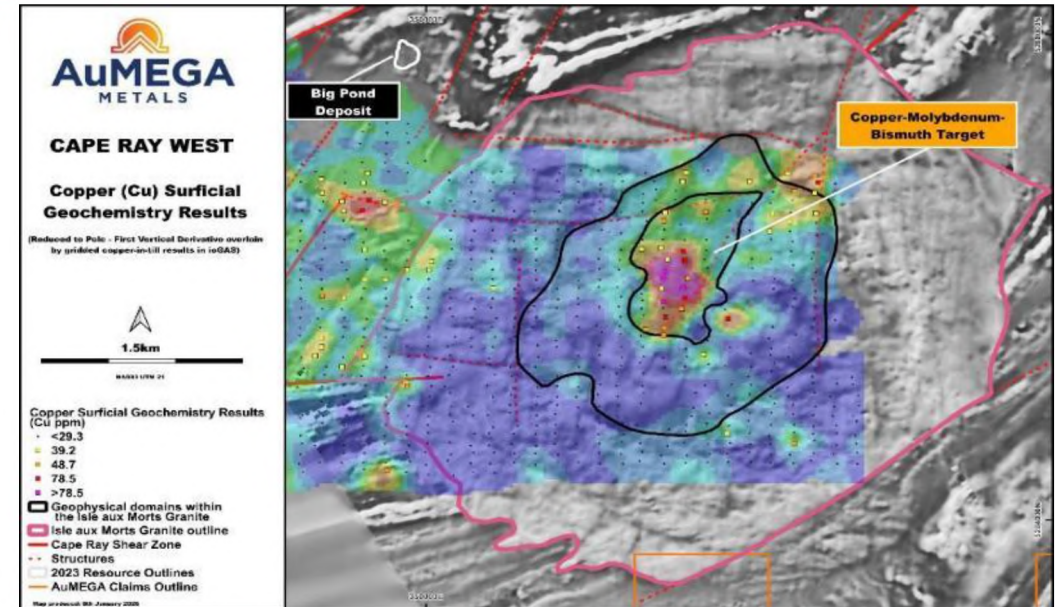 AuMEGA
METALS
CAPE RAY WEST
Copper (Cu) Surficial
Geochemistry Results
(Reduced to Pole - First Vertical Derivative overlain
by gridded copper-in-till results in ioGAS)
1.5km
NAD83 UTM 21
Copper Surficial Geochemistry Results
(Cu ppm)
<29.3
39.2
48.7
78.5
>78.5
Geophysical domains within
the Isle aux Morts Granite
Isle aux Morts Granite outline
Cape Ray Shear Zone
Structures
2023 Resource Outlines
AuMEGA Claims Outline
Big Pond
Deposit
Copper-Molybdenum-
Bismuth Target